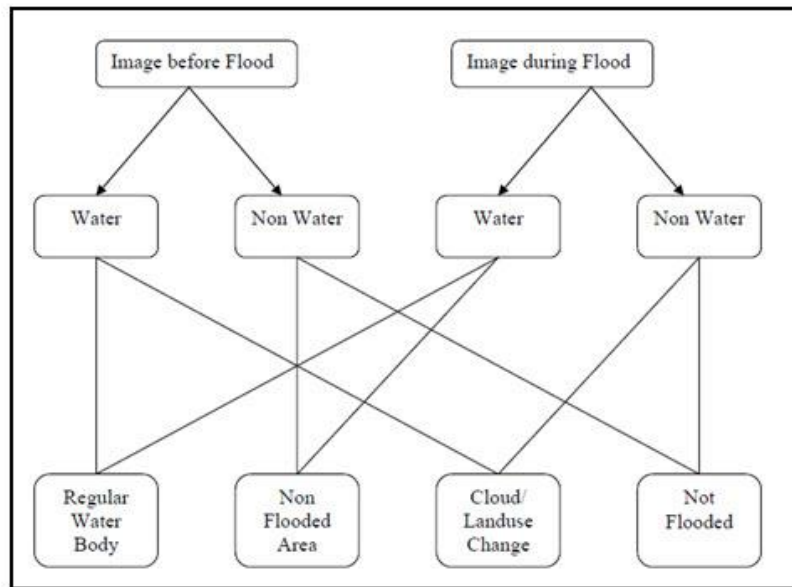 Image before Flood
Image during Flood
Water
Non Water
Water
Non Water
Regular
Water
Body
Non
Flooded
Area
Cloud/
Landuse
Change
Not
Flooded